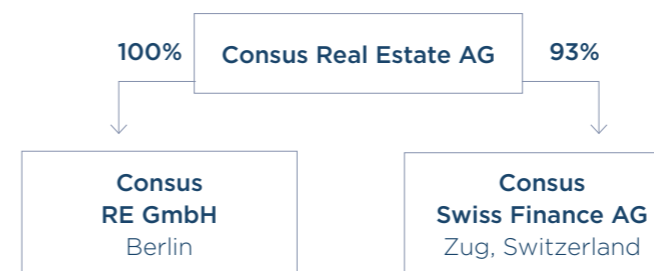 100%
Consus Real Estate AG
93%
Consus
RE GmbH
Berlin
Consus
Swiss Finance AG
Zug, Switzerland